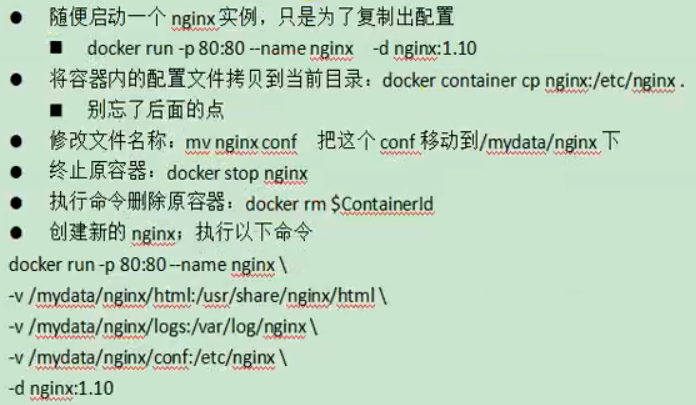 ● 随便启动一个 nginx 实例，只是为了复制出配置
■ docker run -p 80:80 --name nginx -d nginx:1.10
● 将容器内的配置文件拷贝到当前目录：docker container cp nginx:/etc/nginx .
■ 别忘了后面的点
● 修改文件名称：mv nginx conf 把这个 conf 移动到/mydata/nginx 下
● 终止原容器：docker stop nginx
● 执行命令删除原容器：docker rm $ContainerId
● 创建新的 nginx；执行以下命令
docker run -p 80:80 --name nginx \
-v /mydata/nginx/html:/usr/share/nginx/html \
-v /mydata/nginx/logs:/var/log/nginx \
-v /mydata/nginx/conf:/etc/nginx \
-d nginx:1.10